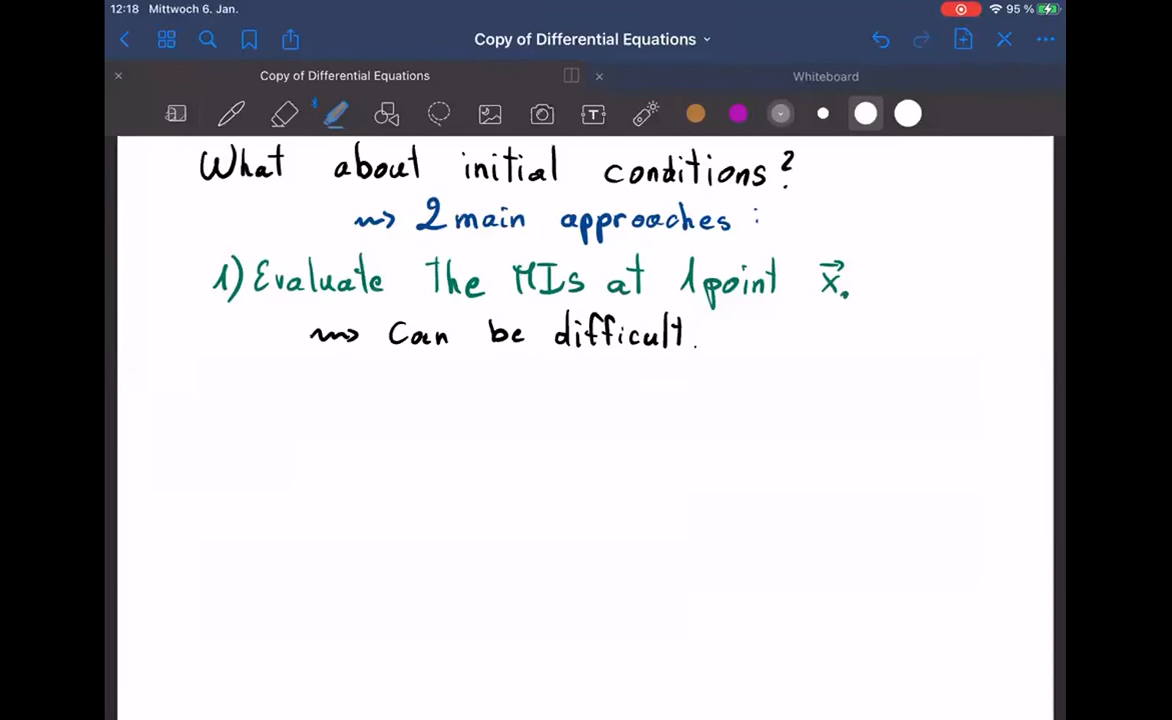 12:18 Mittwoch 6. Jan. 95 %
Copy of Differential Equations
Copy of Differential Equations Whiteboard
What about initial conditions?
⇝ 2 main approaches :
1) Evaluate the MIs at 1 point x⃗₀
⇝ Can be difficult.